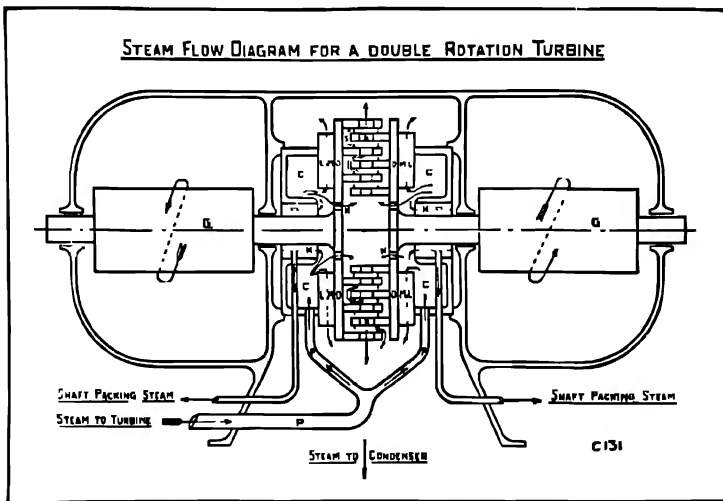 STEAM FLOW DIAGRAM FOR A DOUBLE ROTATION TURBINE
C
C
G
G
C
C
SHAFT PACKING STEAM
SHAFT PACKING STEAM
STEAM TO TURBINE
P
STEAM TO CONDENSER
C131